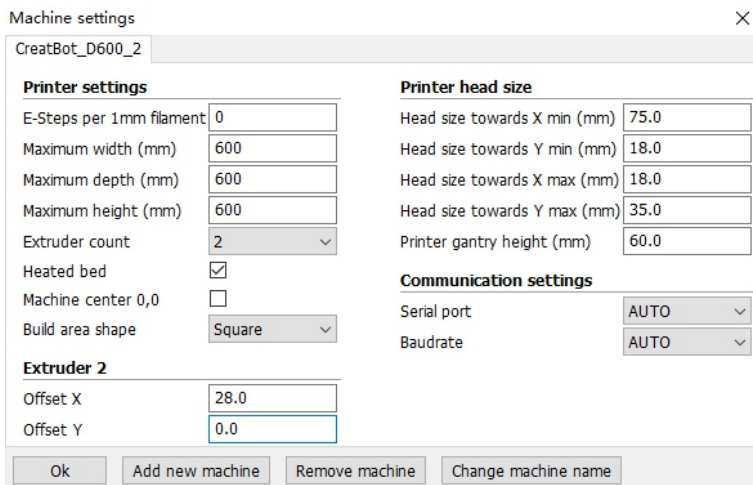 Machine settings
CreatBot_D600_2
Printer settings
E-Steps per 1mm filament 0
Maximum width (mm) 600
Maximum depth (mm) 600
Maximum height (mm) 600
Extruder count 2
Heated bed
Machine center 0,0
Build area shape Square
Extruder 2
Offset X 28.0
Offset Y 0.0
Printer head size
Head size towards X min (mm) 75.0
Head size towards Y min (mm) 18.0
Head size towards X max (mm) 18.0
Head size towards Y max (mm) 35.0
Printer gantry height (mm) 60.0
Communication settings
Serial port AUTO
Baudrate AUTO
Ok Add new machine Remove machine Change machine name